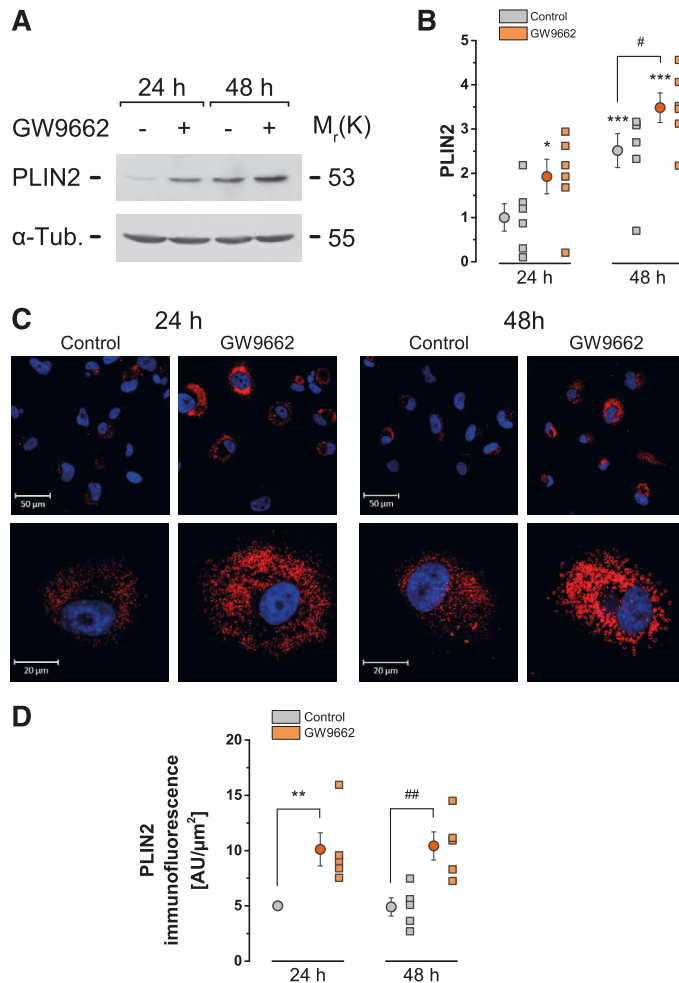 A
24 h 48 h
GW9662 - + - + Mr(K)
PLIN2 53
α-Tub. 55
B
Control
GW9662
PLIN2
5
4
3
2
1
0
*
***
***
#
24 h 48 h
C
24 h 48h
Control GW9662 Control GW9662
50 µm 50 µm
20 µm 20 µm
D
Control
GW9662
PLIN2
immunofluorescence
[AU/µm²]
20
15
10
5
0
** ##
24 h 48 h